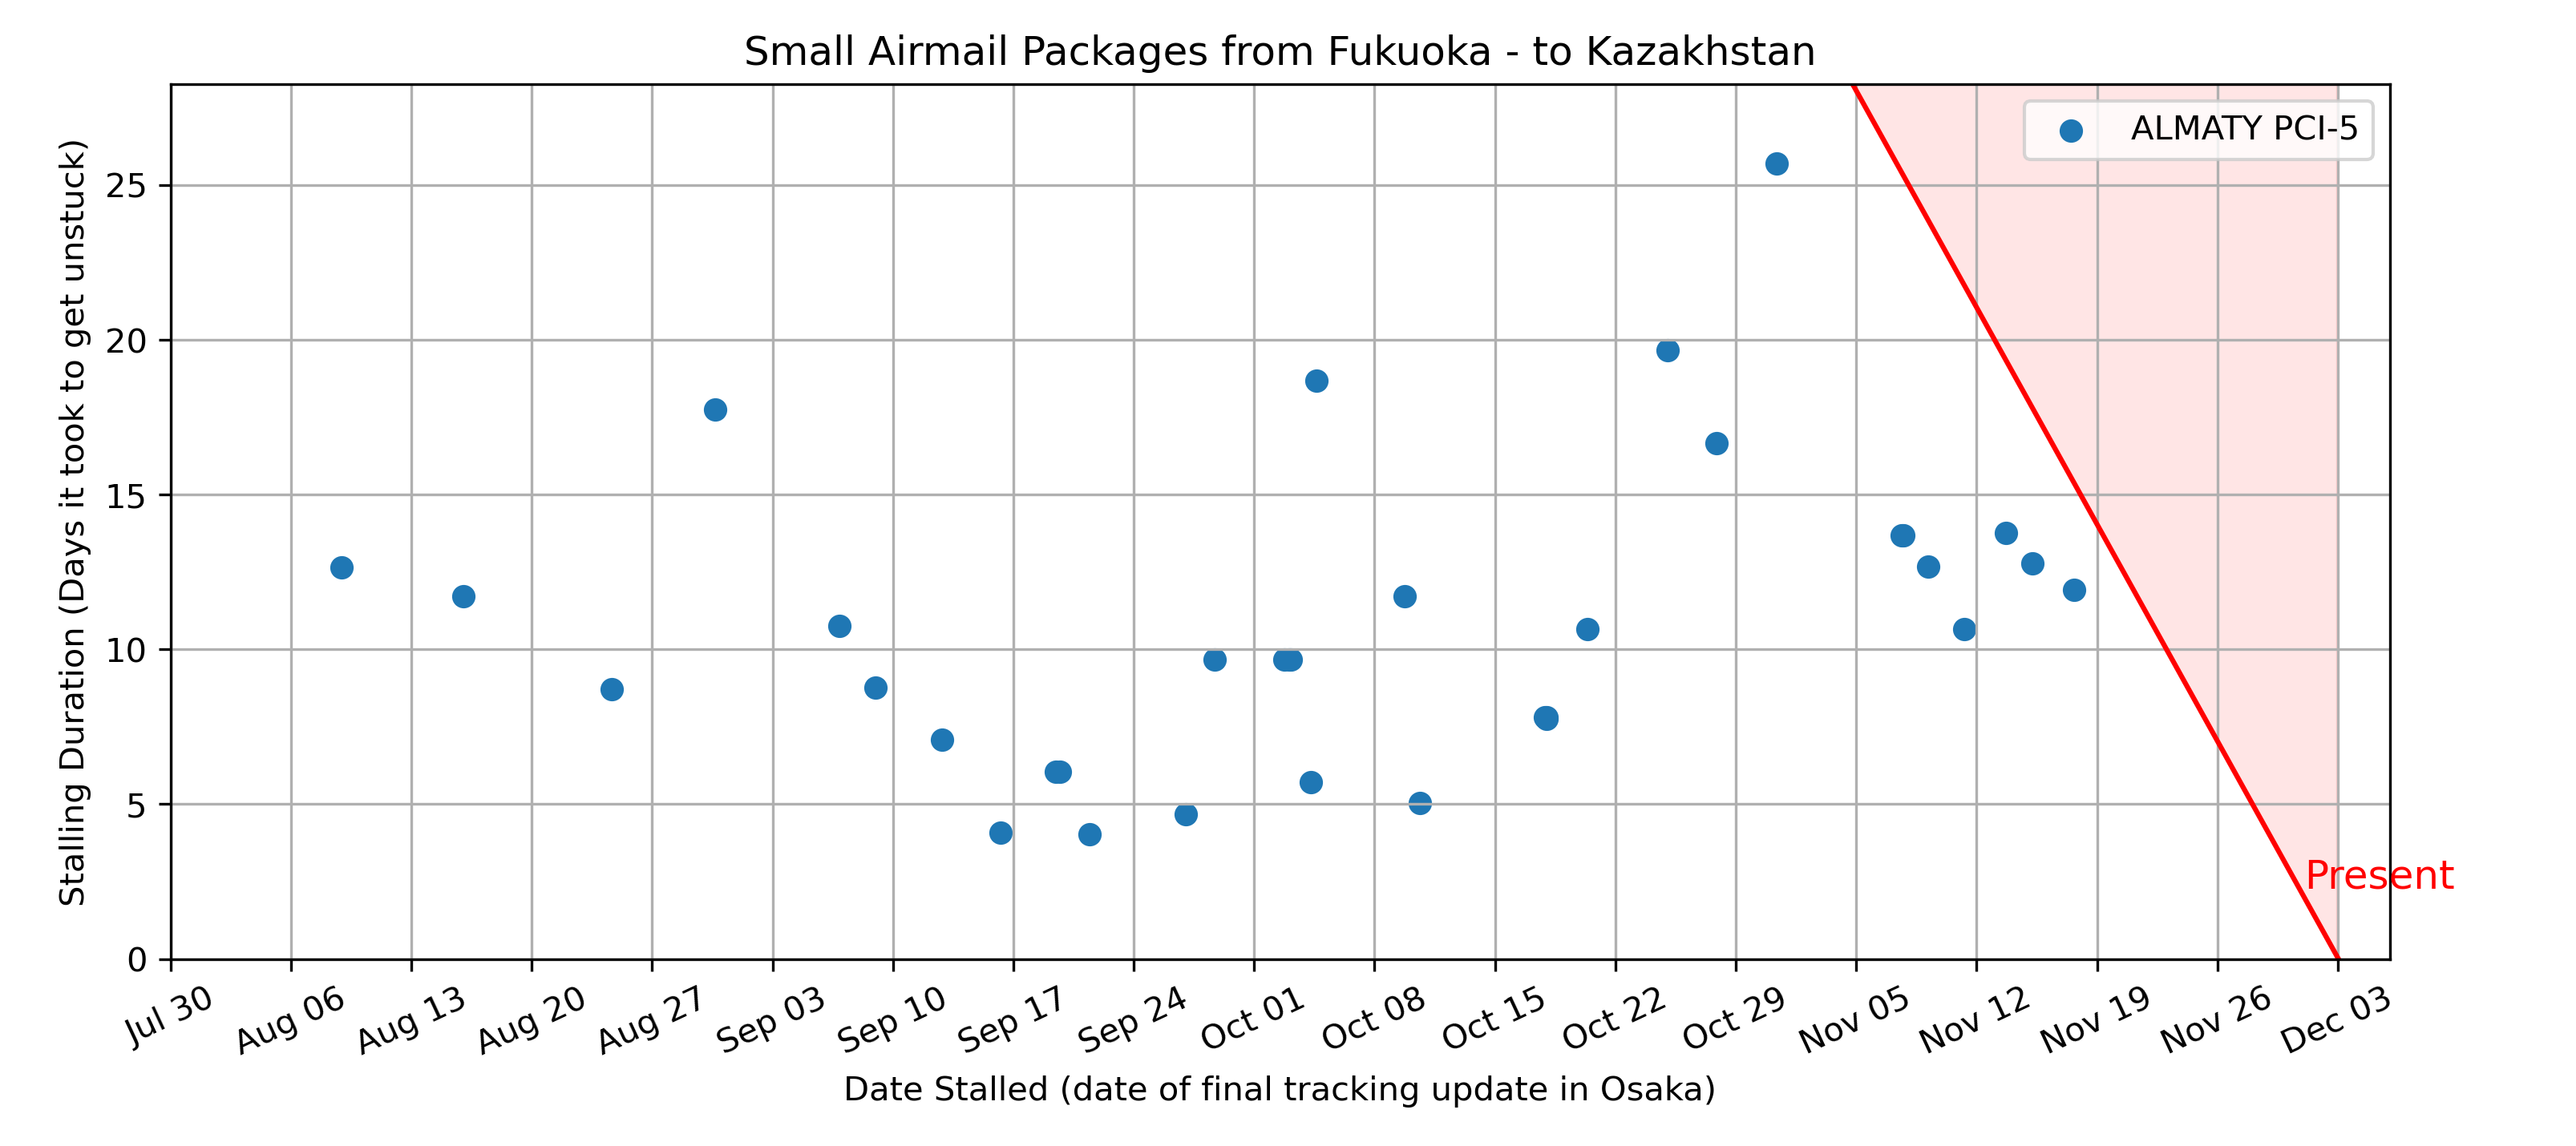 Small Airmail Packages from Fukuoka - to Kazakhstan
ALMATY PCI-5
Stalling Duration (Days it took to get unstuck)
25
20
15
10
5
0
Present
Jul 30
Aug 06
Aug 13
Aug 20
Aug 27
Sep 03
Sep 10
Sep 17
Sep 24
Oct 01
Oct 08
Oct 15
Oct 22
Oct 29
Nov 05
Nov 12
Nov 19
Nov 26
Dec 03
Date Stalled (date of final tracking update in Osaka)